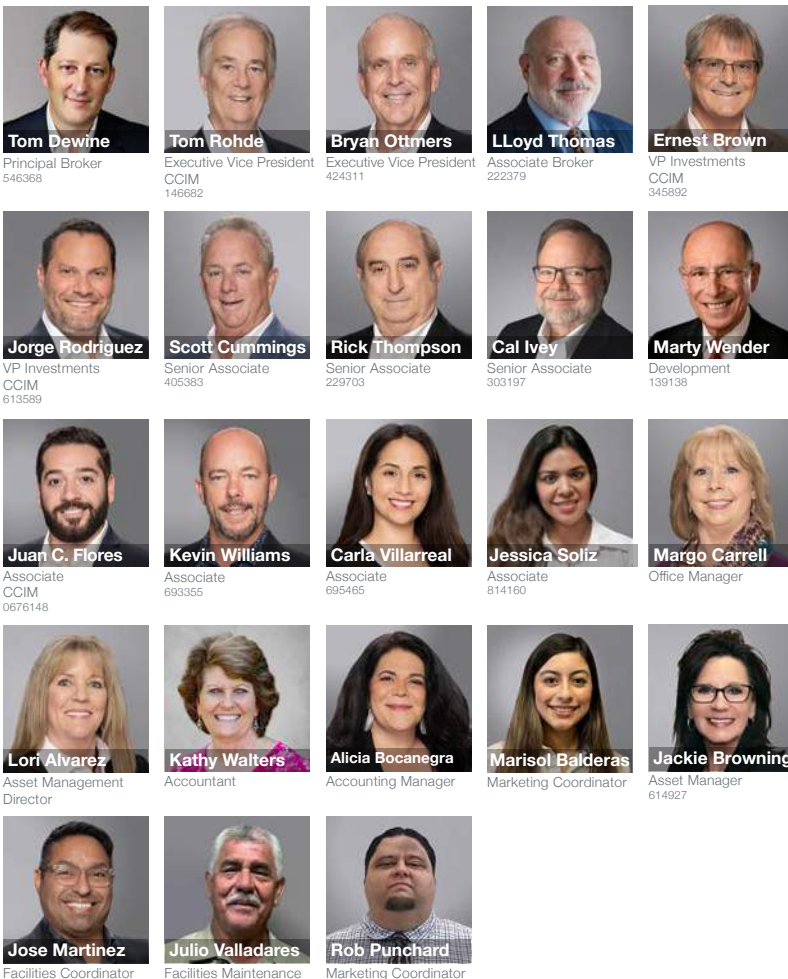 Tom Dewine
Principal Broker
546368
Tom Rohde
Executive Vice President
CCIM
146682
Bryan Ottmers
Executive Vice President
424311
LLoyd Thomas
Associate Broker
222379
Ernest Brown
VP Investments
CCIM
345892
Jorge Rodriguez
VP Investments
CCIM
613589
Scott Cummings
Senior Associate
405383
Rick Thompson
Senior Associate
229703
Cal Ivey
Senior Associate
303197
Marty Wender
Development
139138
Juan C. Flores
Associate
CCIM
0676148
Kevin Williams
Associate
693355
Carla Villarreal
Associate
695465
Jessica Soliz
Associate
814160
Margo Carrell
Office Manager
Lori Alvarez
Asset Management
Director
Kathy Walters
Accountant
Alicia Bocanegra
Accounting Manager
Marisol Balderas
Marketing Coordinator
Jackie Browning
Asset Manager
614927
Jose Martinez
Facilities Coordinator
Julio Valladares
Facilities Maintenance
Rob Punchard
Marketing Coordinator